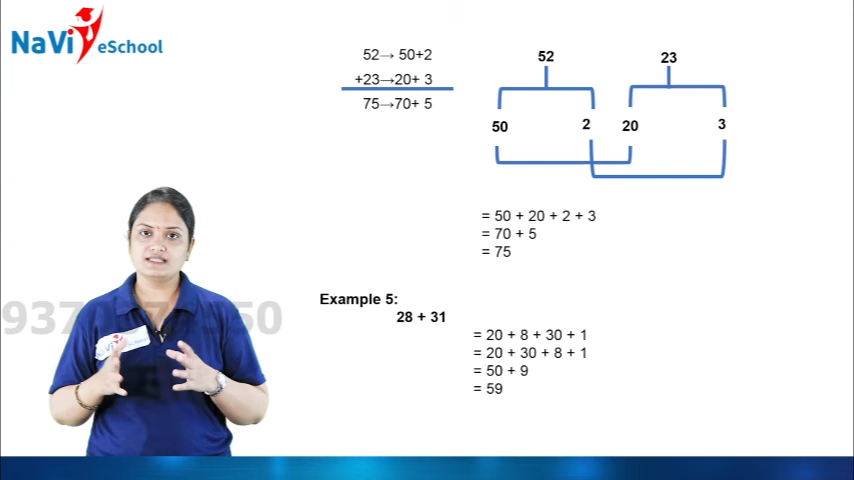 NaVi eSchool
52→ 50+2
+23→20+ 3
75→70+ 5
52 23
50 2 20 3
= 50 + 20 + 2 + 3
= 70 + 5
= 75
Example 5:
28 + 31
= 20 + 8 + 30 + 1
= 20 + 30 + 8 + 1
= 50 + 9
= 59